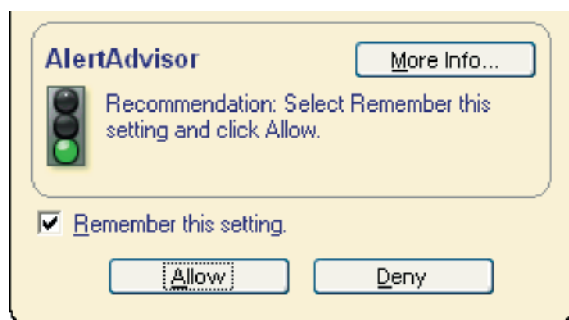 AlertAdvisor
More Info...
Recommendation: Select Remember this
setting and click Allow.
Remember this setting.
Allow
Deny